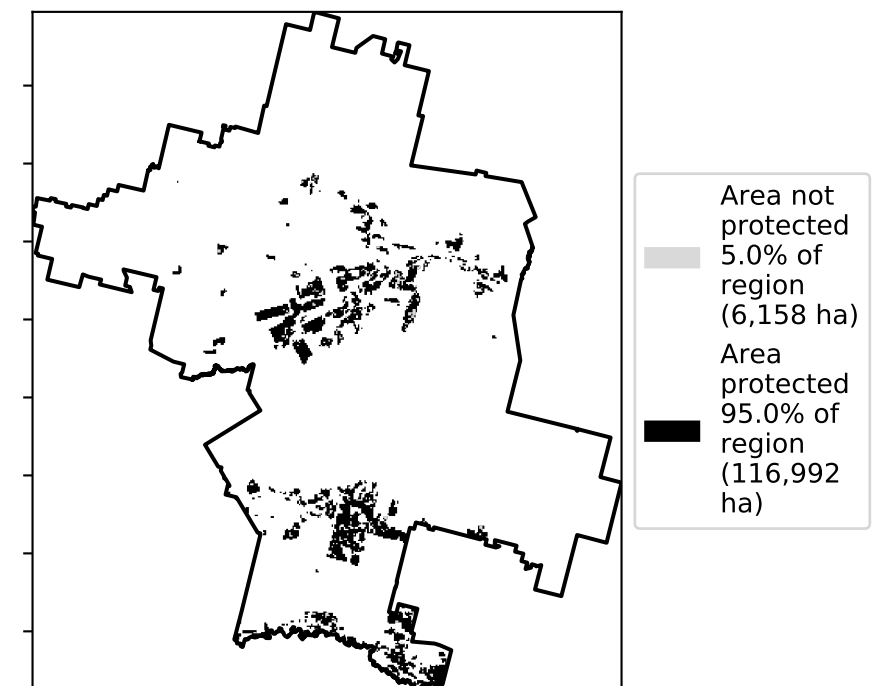 Area not
protected
5.0% of
region
(6,158 ha)
Area
protected
95.0% of
region
(116,992
ha)